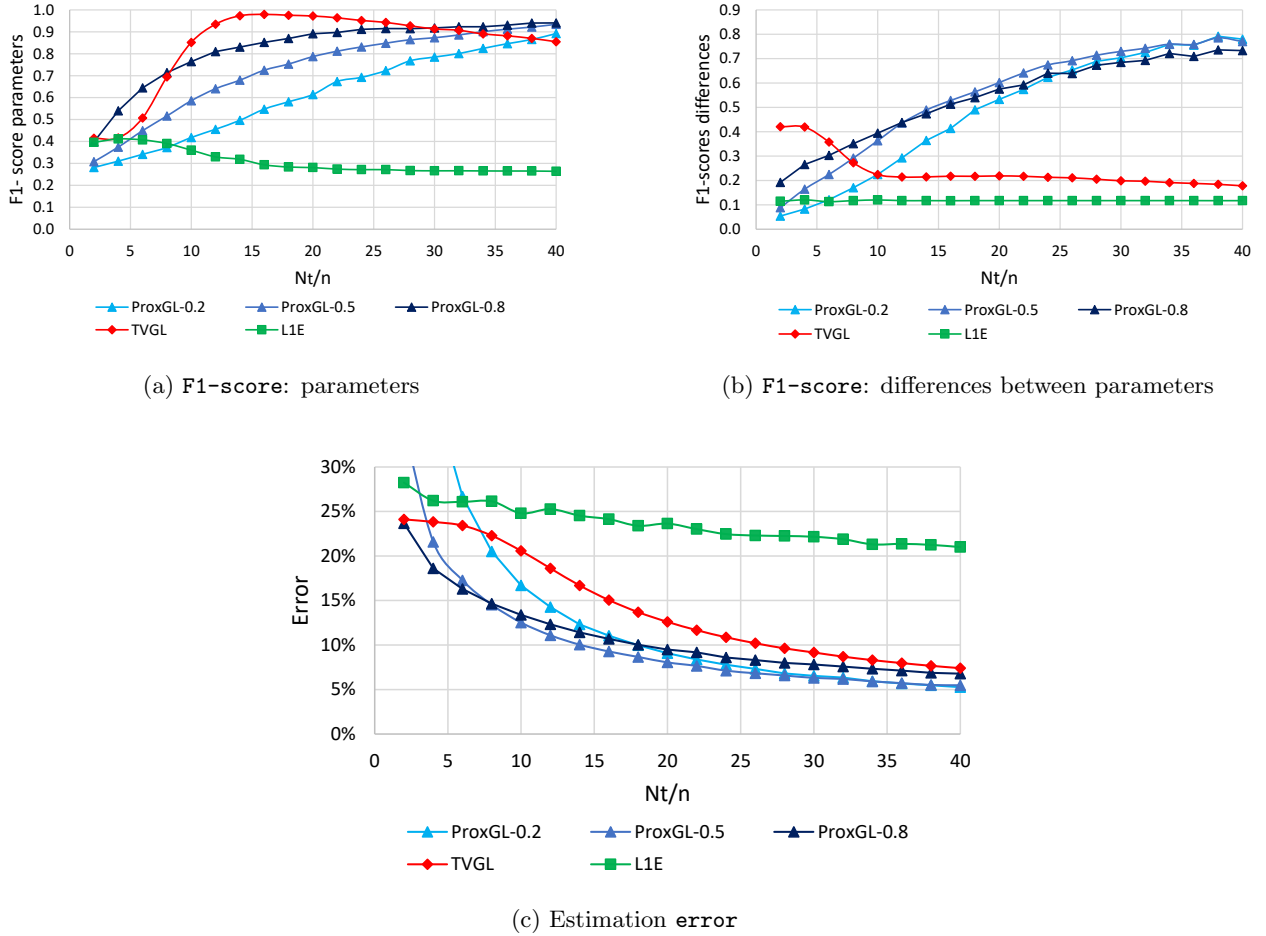 F1- score parameters
1.0
0.9
0.8
0.7
0.6
0.5
0.4
0.3
0.2
0.1
0.0
0 5 10 15 20 25 30 35 40
Nt/n
ProxGL-0.2 ProxGL-0.5 ProxGL-0.8
TVGL L1E
(a) F1-score: parameters
F1-scores differences
0.9
0.8
0.7
0.6
0.5
0.4
0.3
0.2
0.1
0.0
0 5 10 15 20 25 30 35 40
Nt/n
ProxGL-0.2 ProxGL-0.5 ProxGL-0.8
TVGL L1E
(b) F1-score: differences between parameters
Error
30%
25%
20%
15%
10%
5%
0%
0 5 10 15 20 25 30 35 40
Nt/n
ProxGL-0.2 ProxGL-0.5 ProxGL-0.8
TVGL L1E
(c) Estimation error